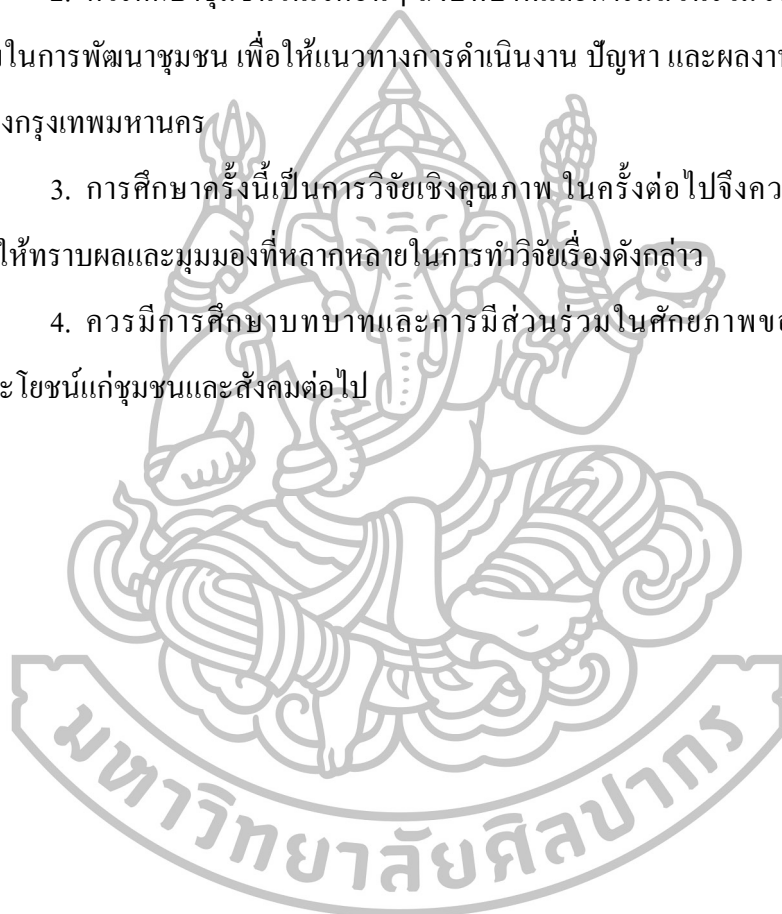 ในการพัฒนาชุมชน เพื่อให้แนวทางการดำเนินงาน ปัญหา และผลงาน
งกรุงเทพมหานคร
3. การศึกษาครั้งนี้เป็นการวิจัยเชิงคุณภาพ ในครั้งต่อไปจึงคว
ให้ทราบผลและมุมมองที่หลากหลายในการทำวิจัยเรื่องดังกล่าว
4. ควรมีการศึกษาบทบาทและการมีส่วนร่วมในศักยภาพขอ
ะโยชน์แก่ชุมชนและสังคมต่อไป
มหาวิทยาลัยศิลปากร